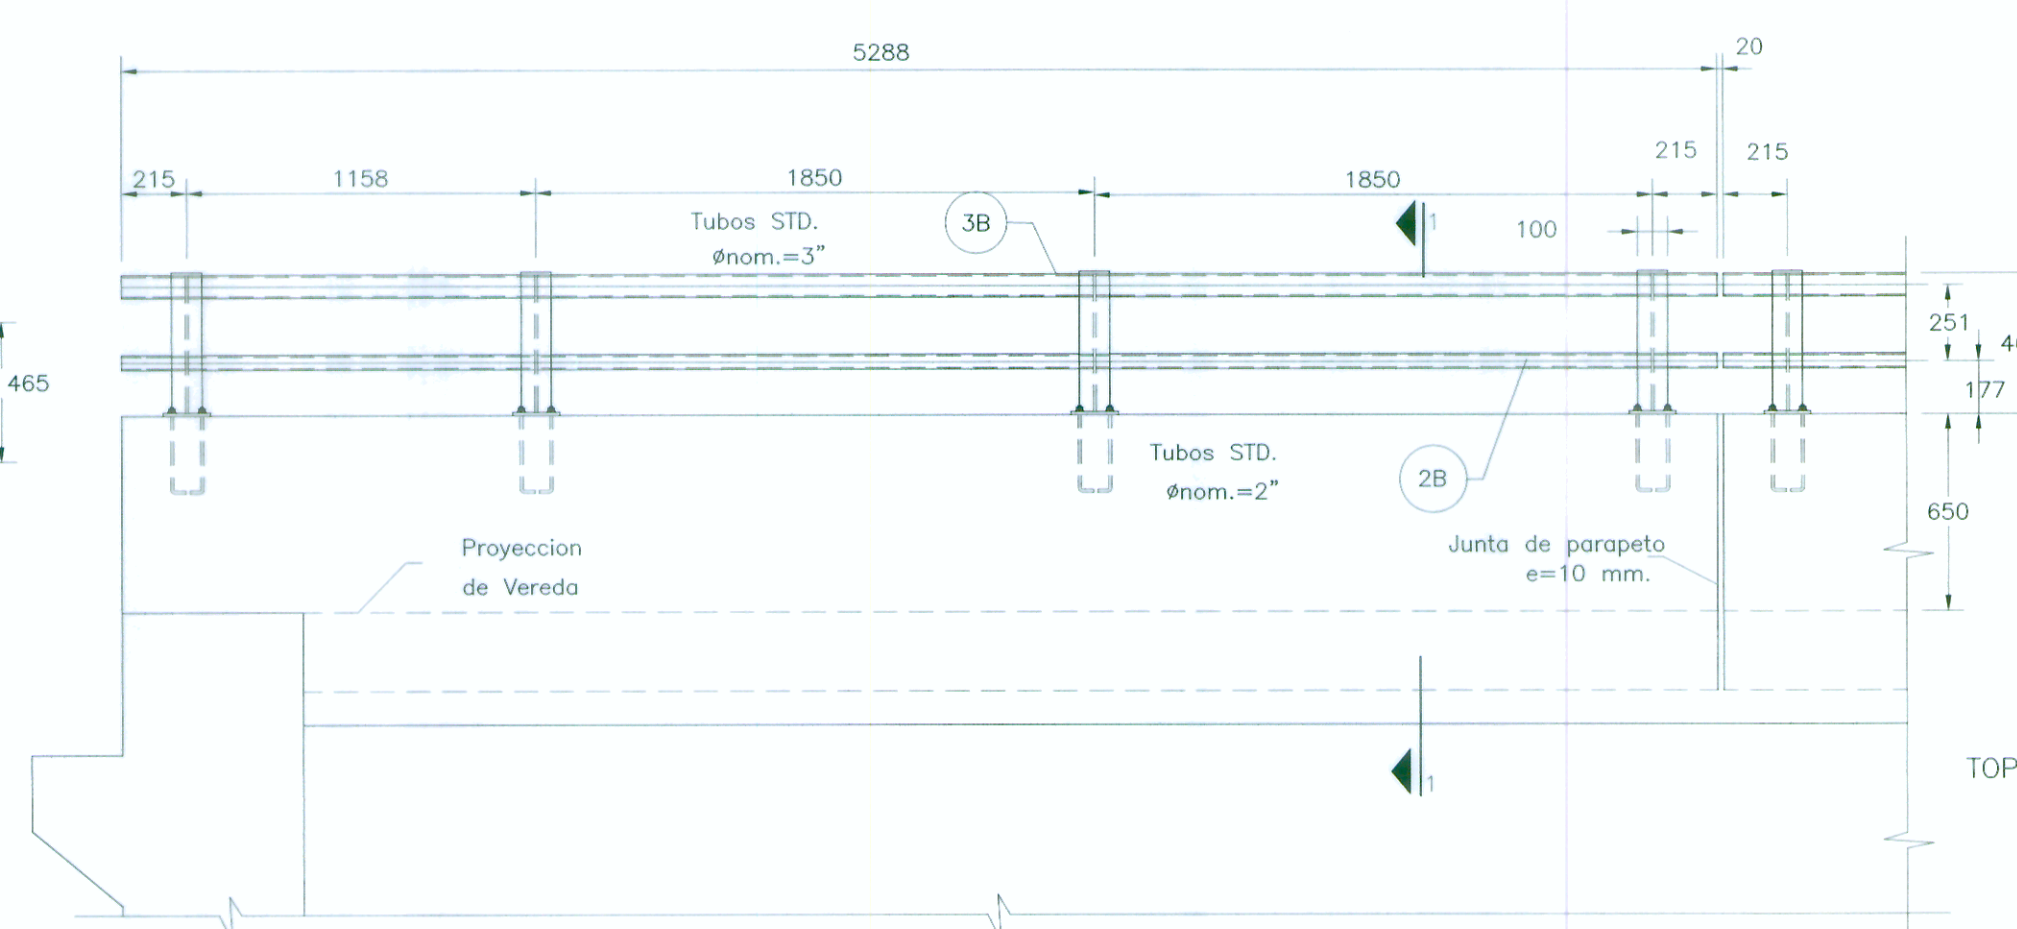 5288
20
215
1158
1850
1850
215
215
Tubos STD.
ønom.=3”
3B
1
100
251
465
177
Tubos STD.
ønom.=2”
2B
650
Proyeccion
de Vereda
Junta de parapeto
e=10 mm.
TOP
1